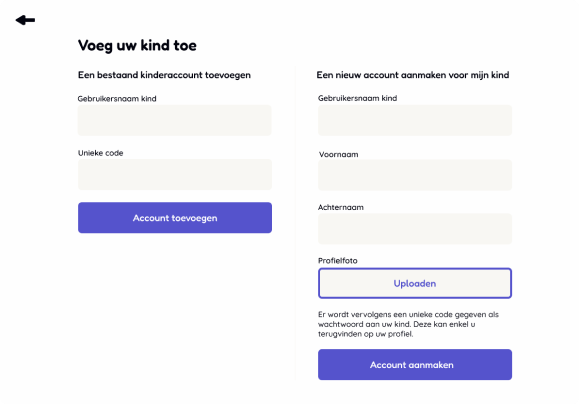 Voeg uw kind toe
Een bestaand kinderaccount toevoegen
Gebruikersnaam kind
Unieke code
Account toevoegen
Een nieuw account aanmaken voor mijn kind
Gebruikersnaam kind
Voornaam
Achternaam
Profielfoto
Uploaden
Er wordt vervolgens een unieke code gegeven als
wachtwoord aan uw kind. Deze kan enkel u
terugvinden op uw profiel.
Account aanmaken